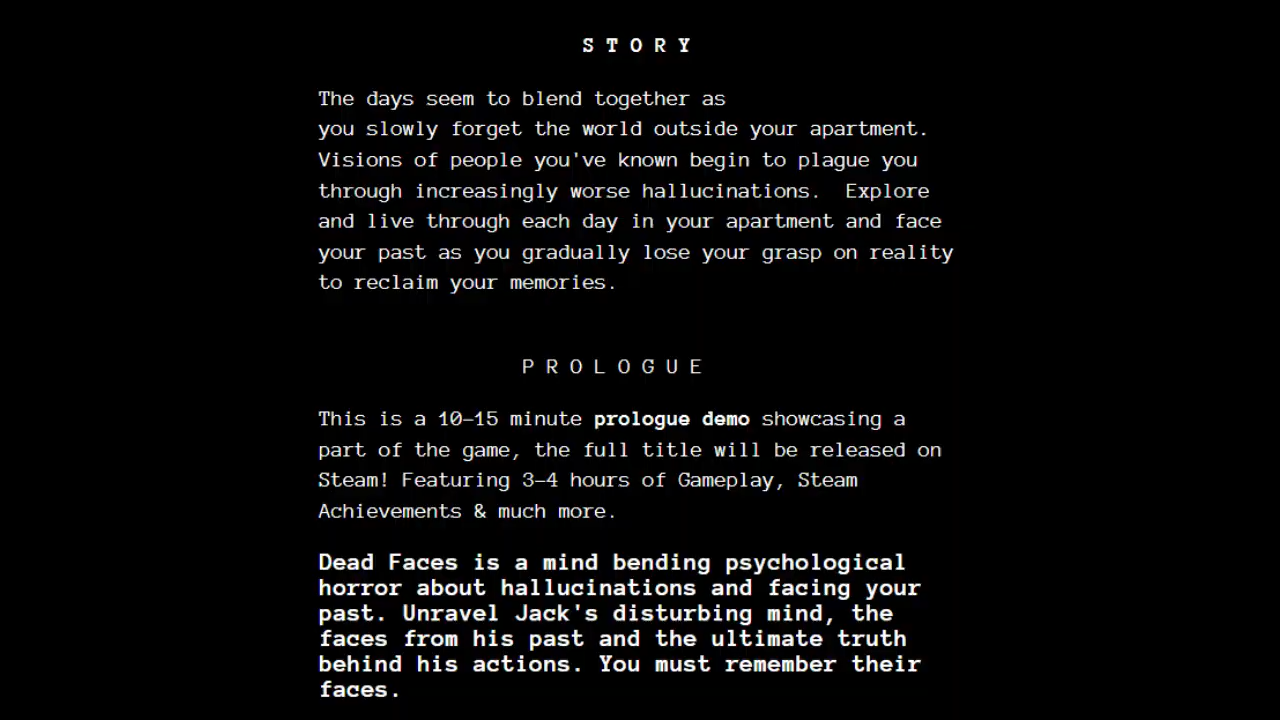 STORY
The days seem to blend together as
you slowly forget the world outside your apartment.
Visions of people you've known begin to plague you
through increasingly worse hallucinations.  Explore
and live through each day in your apartment and face
your past as you gradually lose your grasp on reality
to reclaim your memories.
PROLOGUE
This is a 10-15 minute prologue demo showcasing a
part of the game, the full title will be released on
Steam! Featuring 3-4 hours of Gameplay, Steam
Achievements & much more.
Dead Faces is a mind bending psychological
horror about hallucinations and facing your
past. Unravel Jack's disturbing mind, the
faces from his past and the ultimate truth
behind his actions. You must remember their
faces.